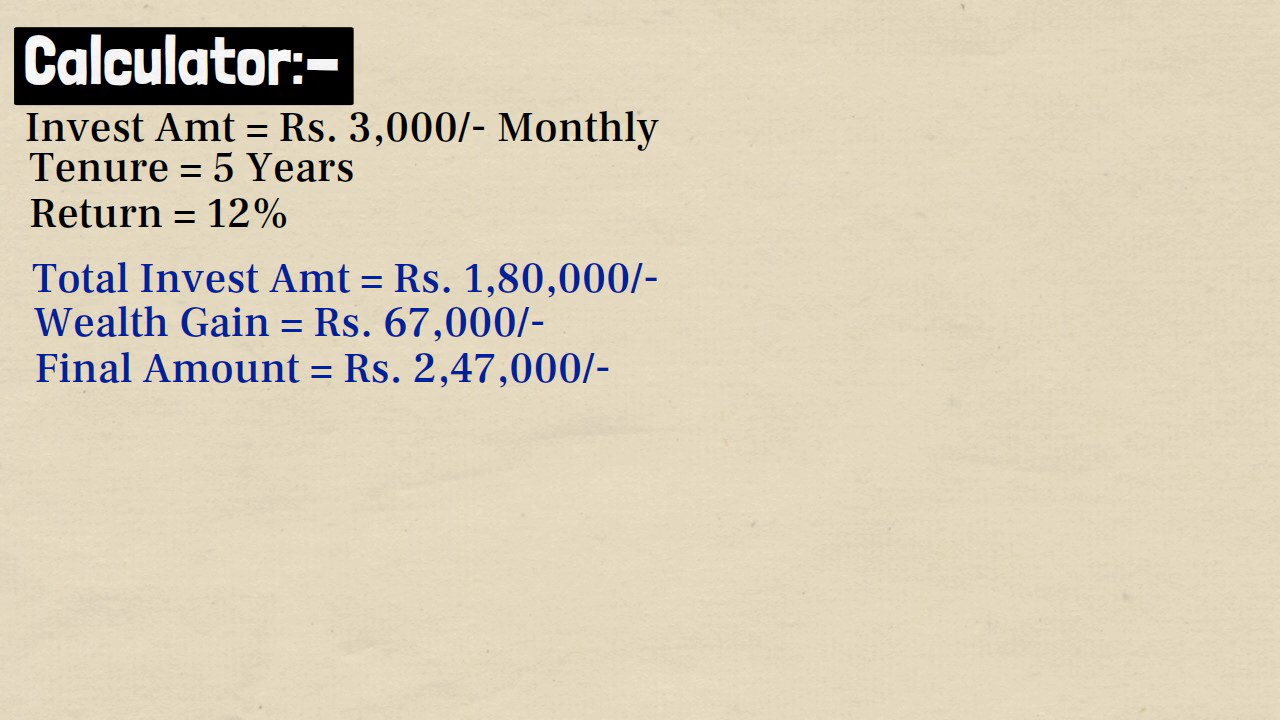 Calculator:-
Invest Amt = Rs. 3,000/- Monthly
Tenure = 5 Years
Return = 12%
Total Invest Amt = Rs. 1,80,000/-
Wealth Gain = Rs. 67,000/-
Final Amount = Rs. 2,47,000/-